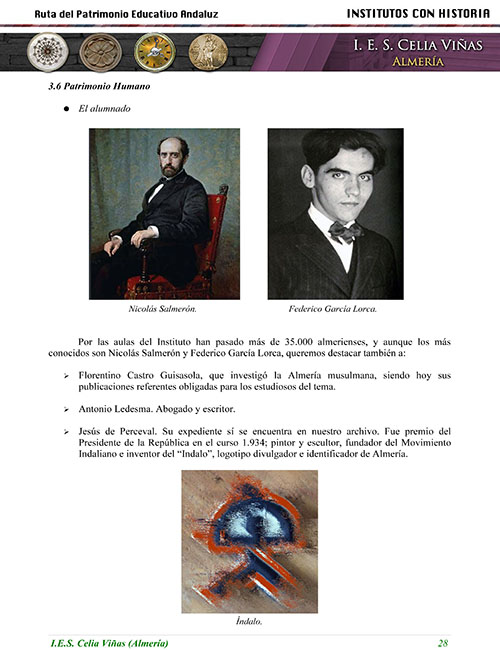 Ruta del Patrimonio Educativo Andaluz
INSTITUTOS CON HISTORIA
I. E. S. CELIA VIÑAS
ALMERÍA
3.6 Patrimonio Humano
● El alumnado
Nicolás Salmerón.
Federico García Lorca.
Por las aulas del Instituto han pasado más de 35.000 almerienses, y aunque los más
conocidos son Nicolás Salmerón y Federico García Lorca, queremos destacar también a:
➢ Florentino Castro Guisasola, que investigó la Almería musulmana, siendo hoy sus
publicaciones referentes obligadas para los estudiosos del tema.
➢ Antonio Ledesma. Abogado y escritor.
➢ Jesús de Perceval. Su expediente sí se encuentra en nuestro archivo. Fue premio del
Presidente de la República en el curso 1.934; pintor y escultor, fundador del Movimiento
Indaliano e inventor del “Indalo”, logotipo divulgador e identificador de Almería.
Índalo.
I.E.S. Celia Viñas (Almería)
28